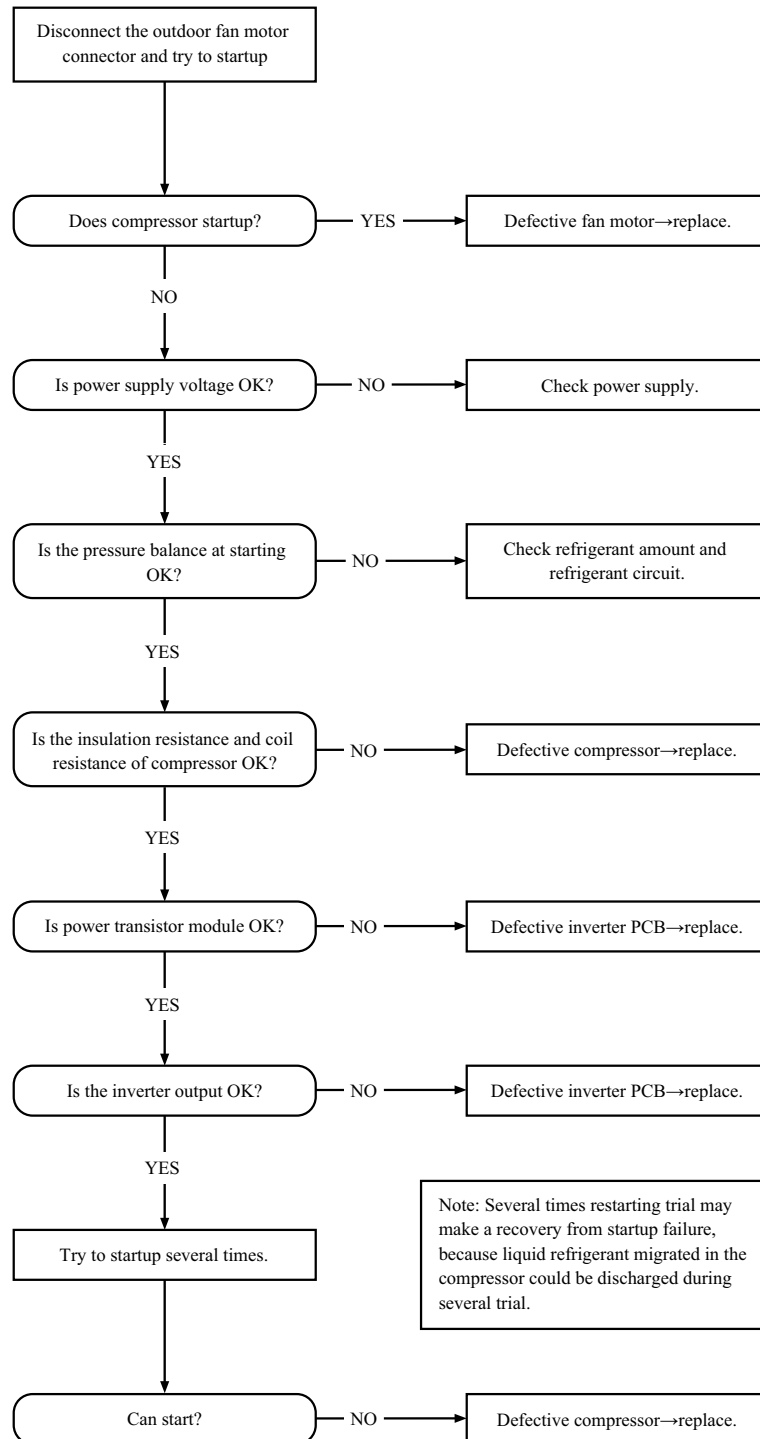 Disconnect the outdoor fan motor
connector and try to startup
Does compressor startup?
YES
Defective fan motor→replace.
NO
Is power supply voltage OK?
NO
Check power supply.
YES
Is the pressure balance at starting
OK?
NO
Check refrigerant amount and
refrigerant circuit.
YES
Is the insulation resistance and coil
resistance of compressor OK?
NO
Defective compressor→replace.
YES
Is power transistor module OK?
NO
Defective inverter PCB→replace.
YES
Is the inverter output OK?
NO
Defective inverter PCB→replace.
YES
Try to startup several times.
Note: Several times restarting trial may
make a recovery from startup failure,
because liquid refrigerant migrated in the
compressor could be discharged during
several trial.
Can start?
NO
Defective compressor→replace.